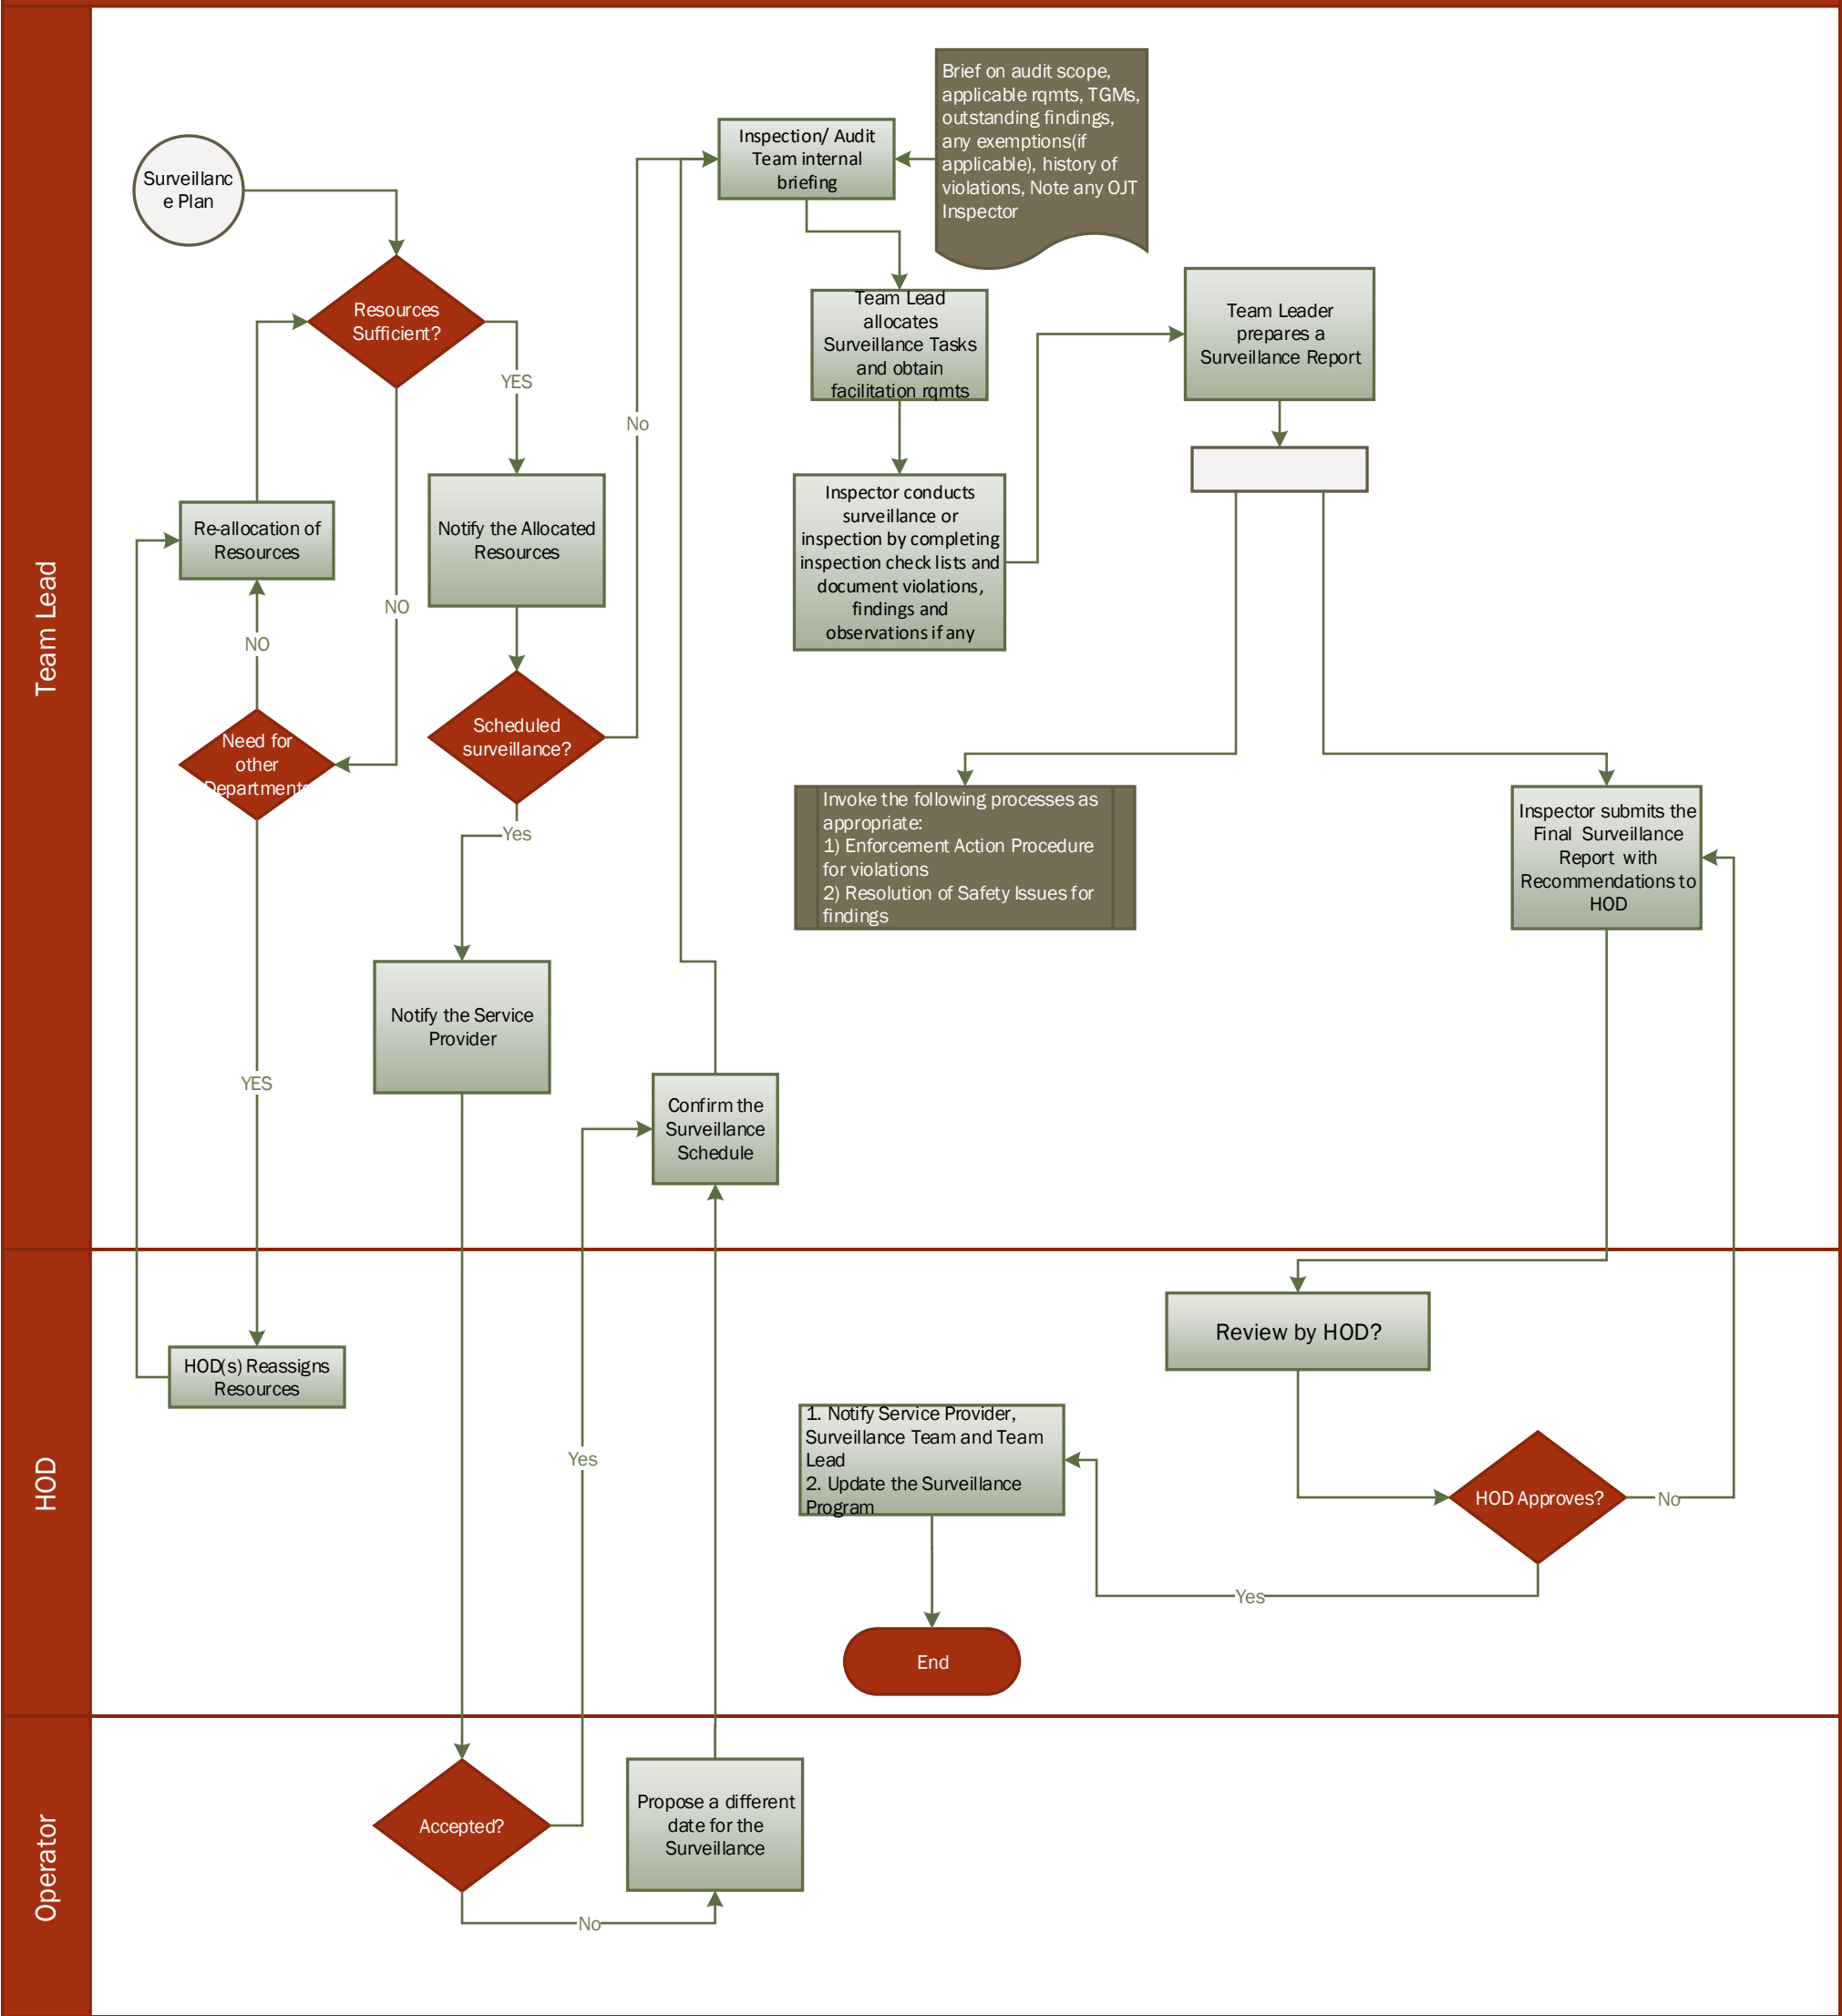 Team Lead
Surveillanc
e Plan
Resources
Sufficient?
YES
NO
Re-allocation of
Resources
NO
Need for
other
Departments
YES
Notify the Allocated
Resources
Scheduled
surveillance?
No
Yes
Notify the Service
Provider
Confirm the
Surveillance
Schedule
Inspection/ Audit
Team internal
briefing
Brief on audit scope,
applicable rqmts, TGMs,
outstanding findings,
any exemptions(if
applicable), history of
violations, Note any OJT
Inspector
Team Lead
allocates
Surveillance Tasks
and obtain
facilitation rqmts
Inspector conducts
surveillance or
inspection by completing
inspection check lists and
document violations,
findings and
observations if any
Team Leader
prepares a
Surveillance Report
Invoke the following processes as
appropriate:
1) Enforcement Action Procedure
for violations
2) Resolution of Safety Issues for
findings
Inspector submits the
Final Surveillance
Report with
Recommendations to
HOD
HOD
HOD(s) Reassigns
Resources
Yes
Review by HOD?
1. Notify Service Provider,
Surveillance Team and Team
Lead
2. Update the Surveillance
Program
HOD Approves?
No
Yes
End
Operator
Accepted?
No
Propose a different
date for the
Surveillance